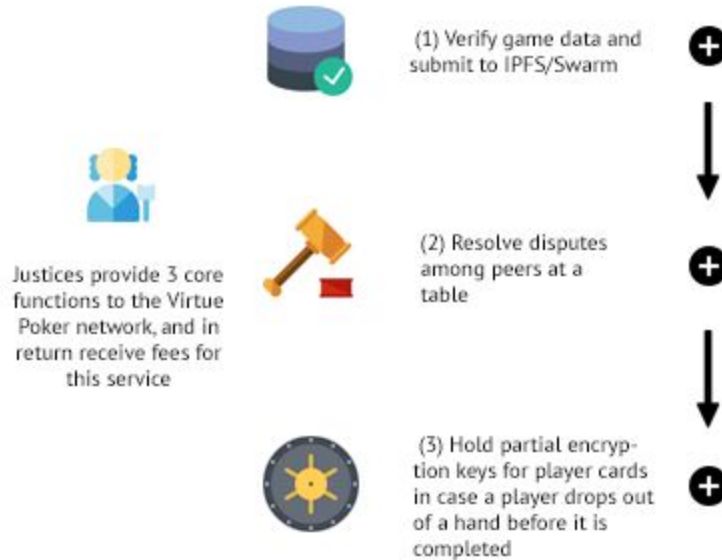 (1) Verify game data and
submit to IPFS/Swarm
Justices provide 3 core
functions to the Virtue
Poker network, and in
return receive fees for
this service
(2) Resolve disputes
among peers at a
table
(3) Hold partial encryp-
tion keys for player cards
in case a player drops out
of a hand before it is
completed